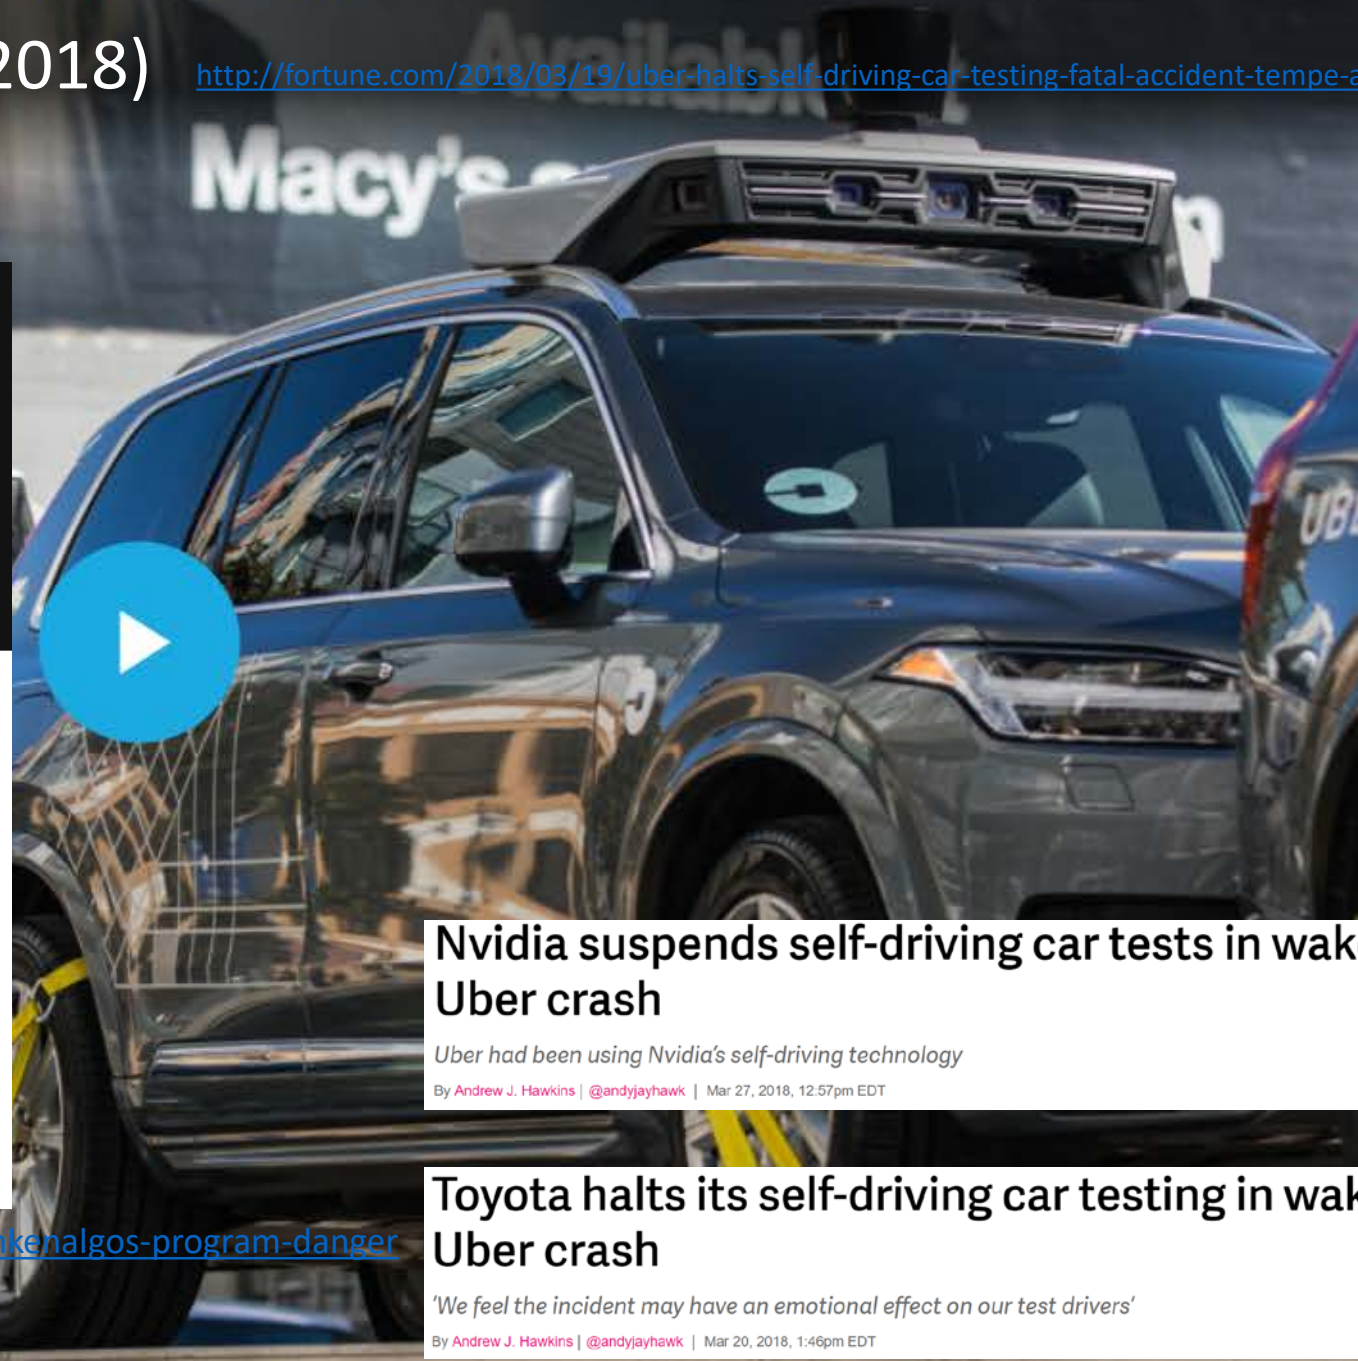 2018)
http://fortune.com/2018/03/19/uber-halts-self-driving-car-testing-fatal-accident-tempe-a
Available at
Macy's
UBE
Nvidia suspends self-driving car tests in wak
Uber crash
Uber had been using Nvidia's self-driving technology
By Andrew J. Hawkins | @andyjayhawk | Mar 27, 2018, 12:57pm EDT
Toyota halts its self-driving car testing in wak
nkenalgos-program-danger
Uber crash
'We feel the incident may have an emotional effect on our test drivers'
By Andrew J. Hawkins | @andyjayhawk | Mar 20, 2018, 1:46pm EDT